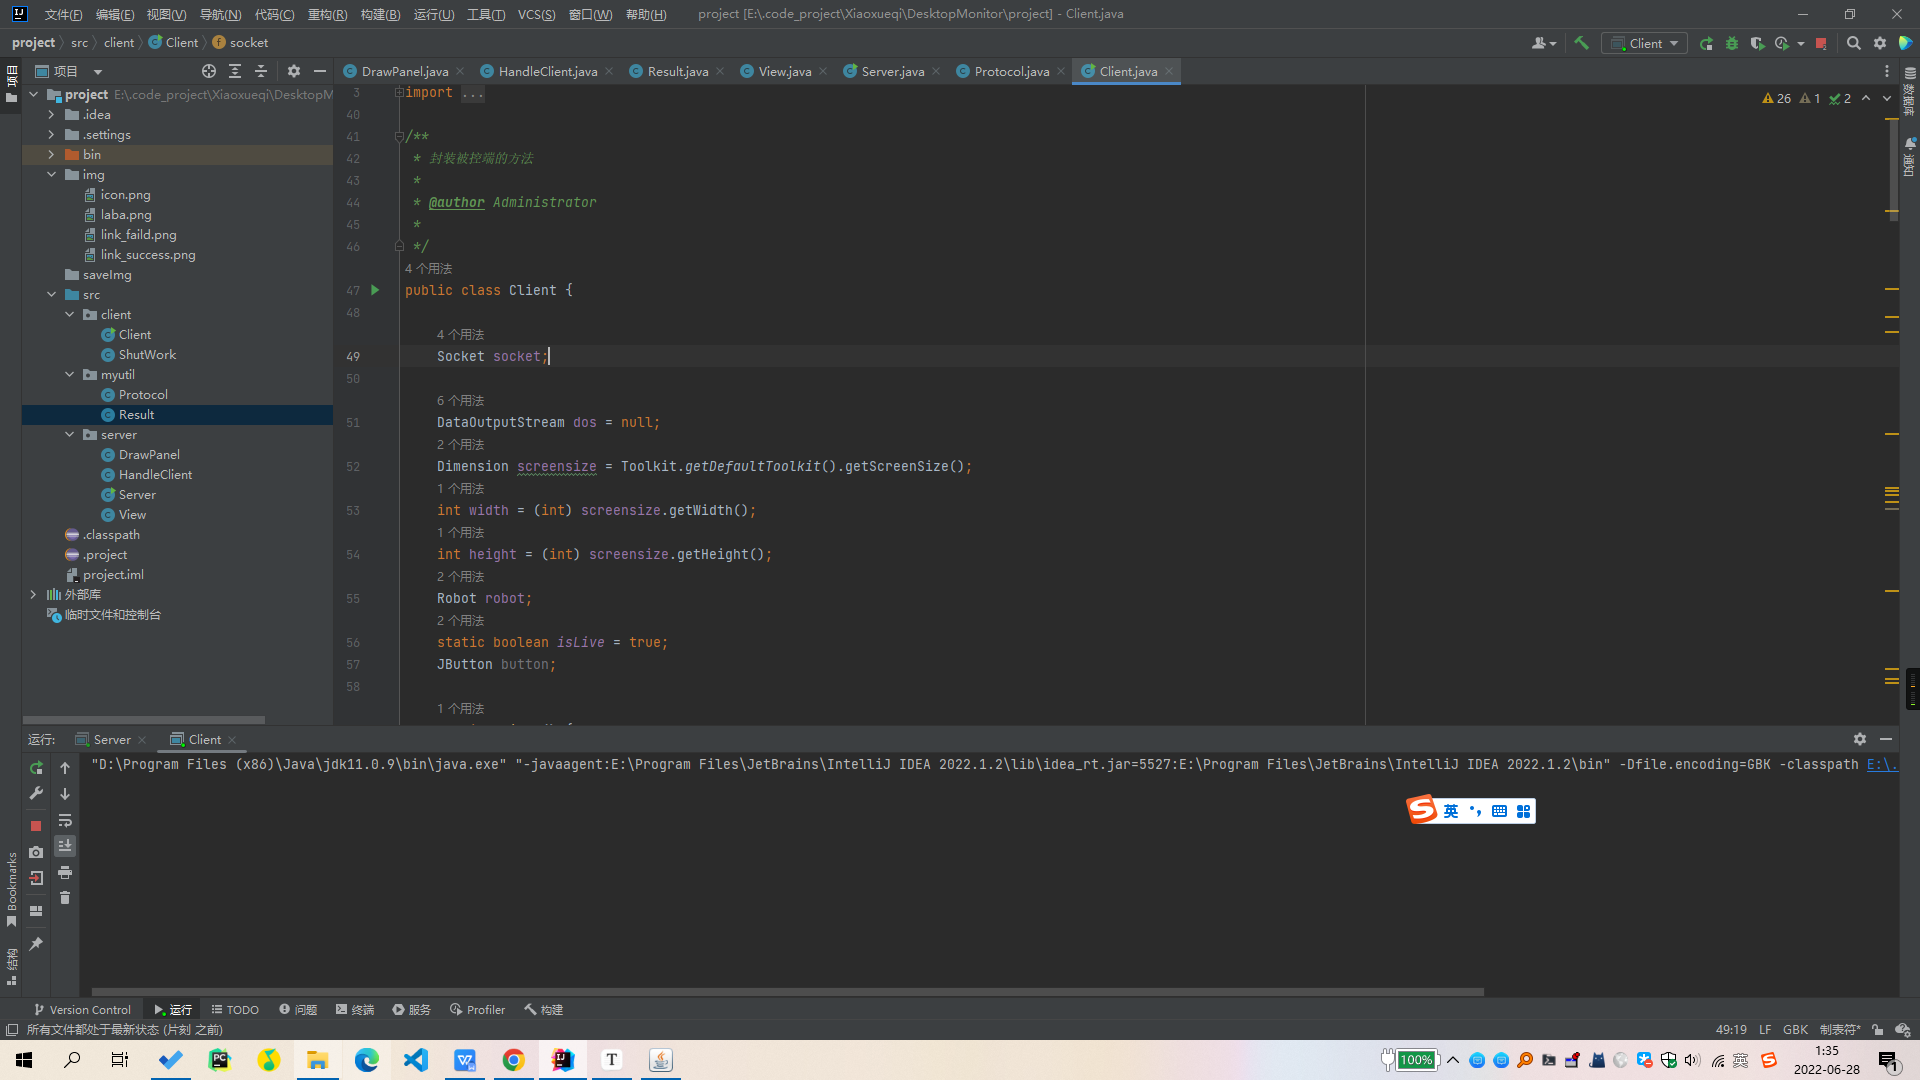 文件(F) 编辑(E) 视图(V) 导航(N) 代码(C) 重构(R) 构建(B) 运行(U) 工具(T) VCS(S) 窗口(W) 帮助(H) project [E:\.code_project\Xiaoxueqi\DesktopMonitor\project] - Client.java
project src client Client socket
Client
项目
DrawPanel.java HandleClient.java Result.java View.java Server.java Protocol.java Client.java
项目
数据库
通知
project E:\.code_project\Xiaoxueqi\DesktopM
.idea
.settings
bin
img
icon.png
laba.png
link_faild.png
link_success.png
saveImg
src
client
Client
ShutWork
myutil
Protocol
Result
server
DrawPanel
HandleClient
Server
View
.classpath
.project
project.iml
外部库
临时文件和控制台
26 1 2
3 import ...
40
41 /**
42 * 封装被控端的方法
43 *
44 * @author Administrator
45 *
46 */
4 个用法
47 public class Client {
48
4 个用法
49 Socket socket;
50
6 个用法
51 DataOutputStream dos = null;
2 个用法
52 Dimension screensize = Toolkit.getDefaultToolkit().getScreenSize();
1 个用法
53 int width = (int) screensize.getWidth();
1 个用法
54 int height = (int) screensize.getHeight();
2 个用法
55 Robot robot;
2 个用法
56 static boolean isLive = true;
57 JButton button;
58
1 个用法
运行: Server Client
"D:\Program Files (x86)\Java\jdk11.0.9\bin\java.exe" "-javaagent:E:\Program Files\JetBrains\IntelliJ IDEA 2022.1.2\lib\idea_rt.jar=5527:E:\Program Files\JetBrains\IntelliJ IDEA 2022.1.2\bin" -Dfile.encoding=GBK -classpath E:\.
英
Bookmarks
结构
Version Control 运行 TODO 问题 终端 服务 Profiler 构建
所有文件都处于最新状态 (片刻 之前)
49:19 LF GBK 制表符*
100%
英
1:35
2022-06-28
1